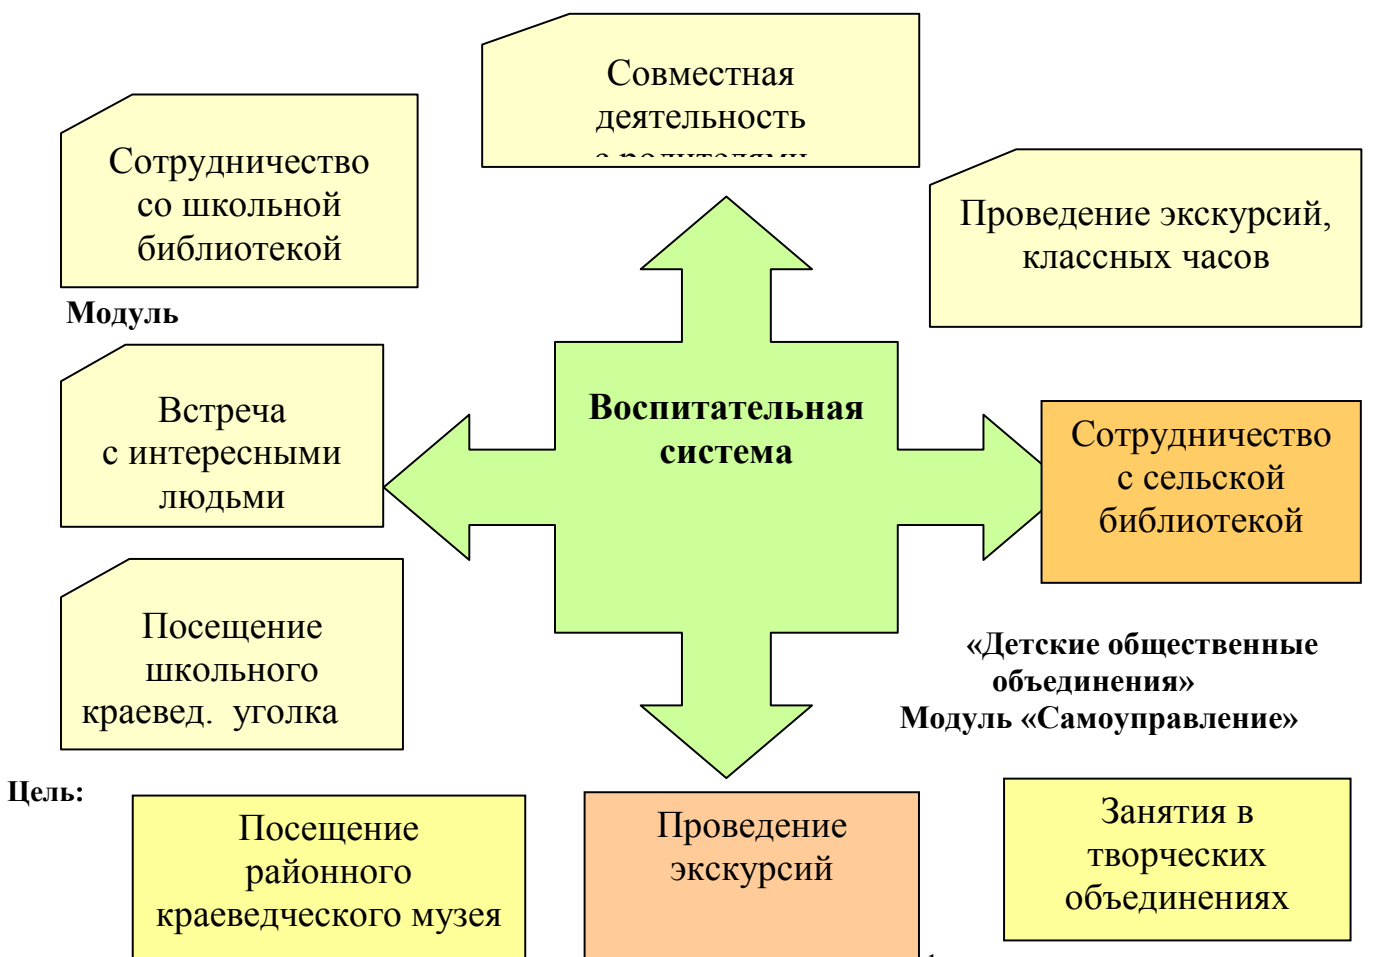 Совместная
деятельность
с родителями
Сотрудничество
со школьной
библиотекой
Проведение экскурсий,
классных часов
Модуль
Встреча
с интересными
людьми
Воспитательная
система
Сотрудничество
с сельской
библиотекой
Посещение
школьного
краевед. уголка
«Детские общественные
объединения»
Модуль «Самоуправление»
Цель:
Посещение
районного
краеведческого музея
Проведение
экскурсий
Занятия в
творческих
объединениях